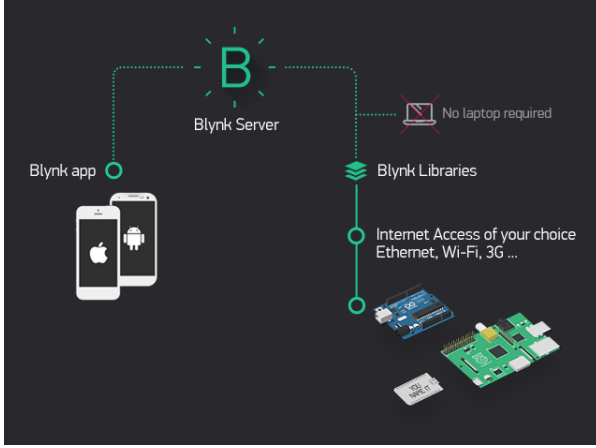 B
Blynk Server
No laptop required
Blynk app
Blynk Libraries
Internet Access of your choice
Ethernet, Wi-Fi, 3G ...
YOU
NAME IT